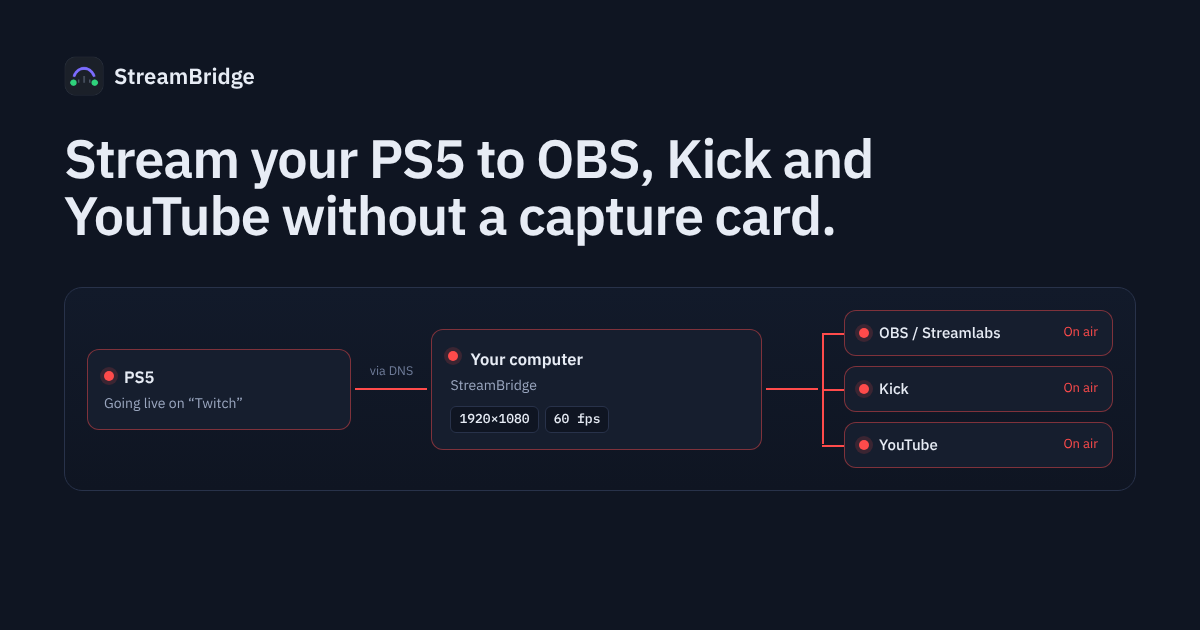 StreamBridge
Stream your PS5 to OBS, Kick and
YouTube without a capture card.
PS5
Going live on “Twitch”
via DNS
Your computer
StreamBridge
1920×1080 60 fps
OBS / Streamlabs On air
Kick On air
YouTube On air